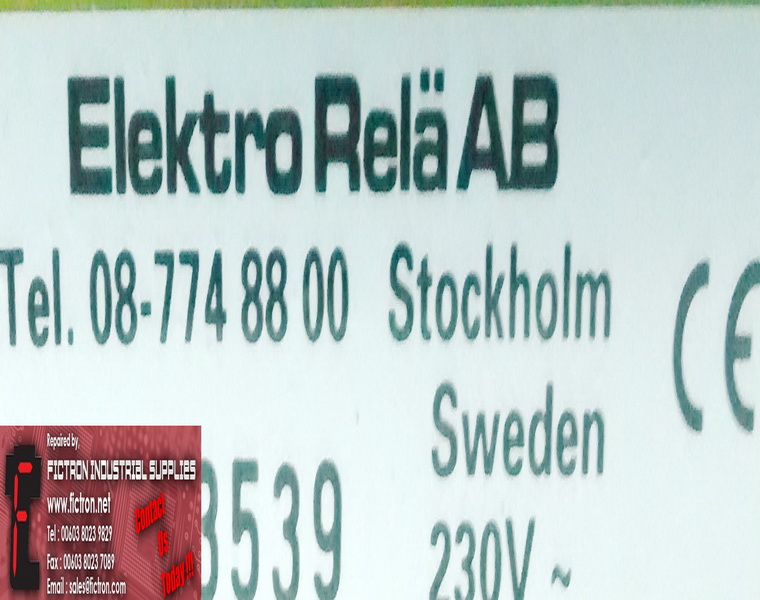 Elektro Relä AB
Tel. 08-774 88 00 Stockholm CE
Sweden
3539
230V ~
Repaired by,
FICTRON INDUSTRIAL SUPPLIES
www.fictron.net
Tel : 00603 8023 9829
Fax : 00603 8023 7089
Email : sales@fictron.com
Contact
Us
Today !!!